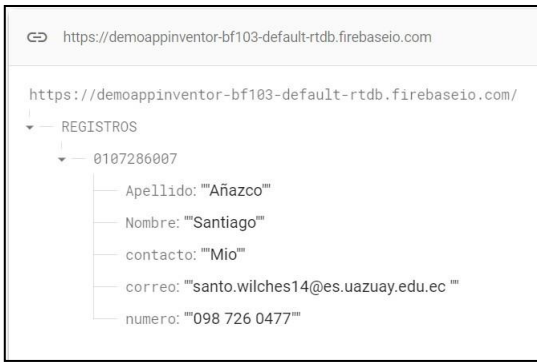 https://demoappinventor-bf103-default-rtdb.firebaseio.com
https://demoappinventor-bf103-default-rtdb.firebaseio.com/
REGISTROS
0107286007
Apellido: ""Añazco""
Nombre: ""Santiago""
contacto: ""Mio""
correo: ""santo.wilches14@es.uazuay.edu.ec ""
numero: ""098 726 0477""